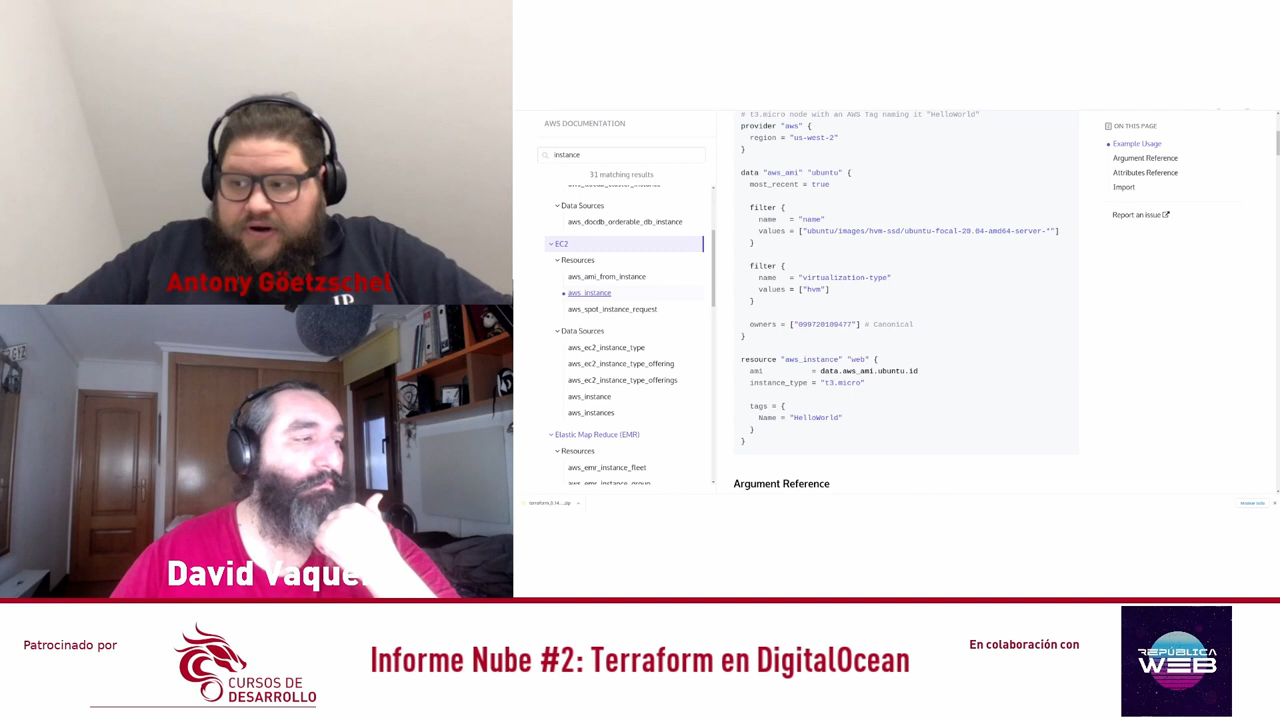 Antony Göetzschel
David Vaque
AWS DOCUMENTATION
instance
31 matching results
aws_docdb_cluster_instance
Data Sources
aws_docdb_orderable_db_instance
EC2
Resources
aws_ami_from_instance
aws_instance
aws_spot_instance_request
Data Sources
aws_ec2_instance_type
aws_ec2_instance_type_offering
aws_ec2_instance_type_offerings
aws_instance
aws_instances
Elastic Map Reduce (EMR)
Resources
aws_emr_instance_fleet
aws_emr_instance_group
# t3.micro node with an AWS Tag naming it "HelloWorld"
provider "aws" {
region = "us-west-2"
}
data "aws_ami" "ubuntu" {
most_recent = true
filter {
name = "name"
values = ["ubuntu/images/hvm-ssd/ubuntu-focal-20.04-amd64-server-*"]
}
filter {
name = "virtualization-type"
values = ["hvm"]
}
owners = ["099720109477"] # Canonical
}
resource "aws_instance" "web" {
ami = data.aws_ami.ubuntu.id
instance_type = "t3.micro"
tags = {
Name = "HelloWorld"
}
}
Argument Reference
ON THIS PAGE
Example Usage
Argument Reference
Attributes Reference
Import
Report an issue
terraform_0.14....zip
Patrocinado por
CURSOS DE
DESARROLLO
Informe Nube #2: Terraform en DigitalOcean
En colaboración con
REPÚBLICA
WEB